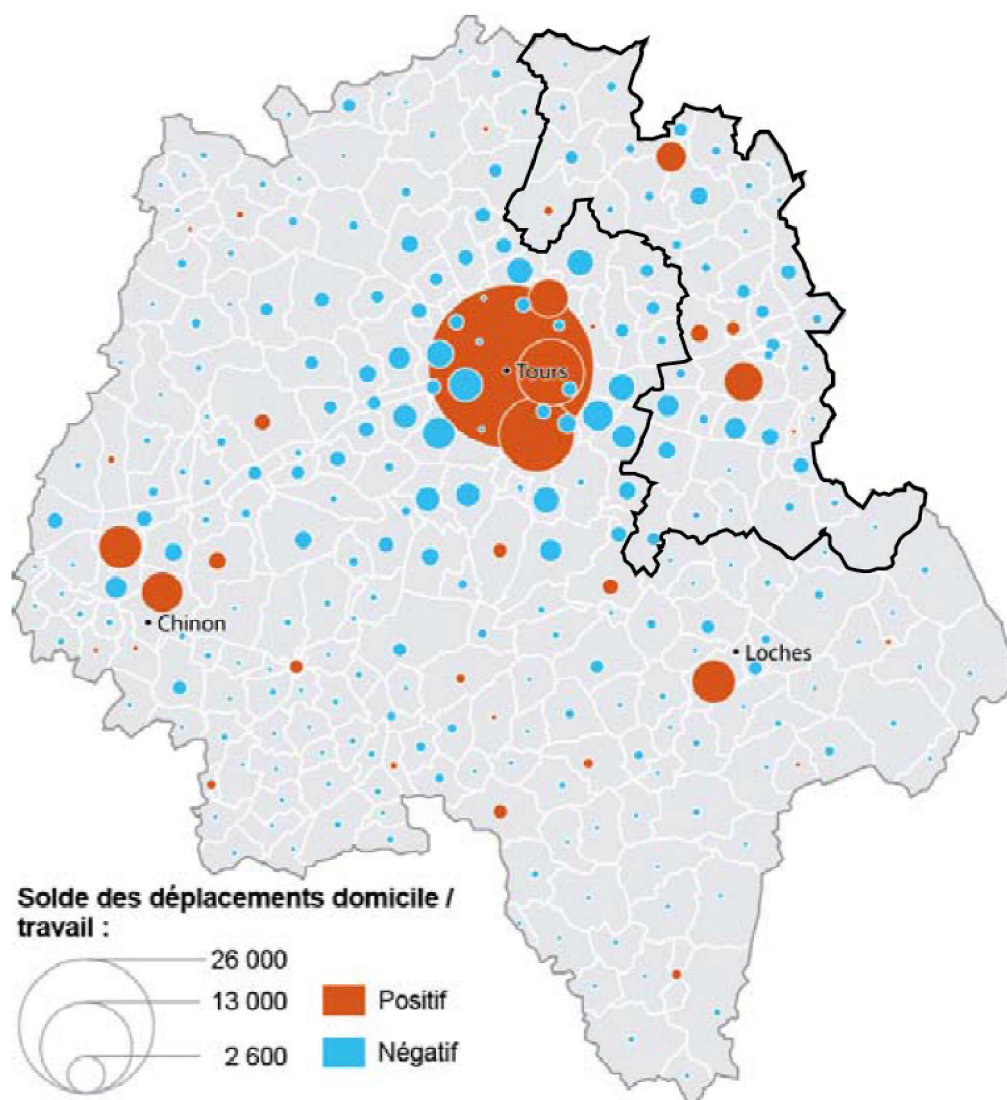 Tours
Chinon
Loches
Solde des déplacements domicile /
travail :
26 000
13 000
2 600
Positif
Négatif